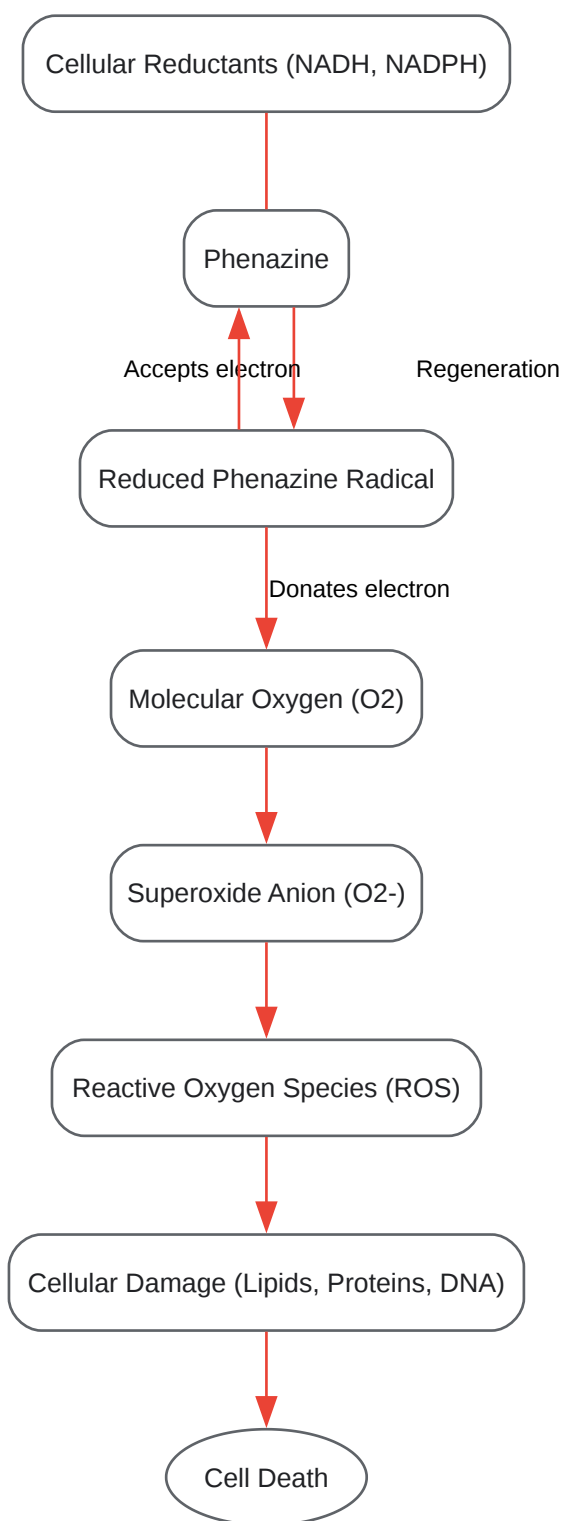 Cellular Reductants (NADH, NADPH)
Phenazine
Accepts electron
Regeneration
Reduced Phenazine Radical
Donates electron
Molecular Oxygen (O2)
Superoxide Anion (O2-)
Reactive Oxygen Species (ROS)
Cellular Damage (Lipids, Proteins, DNA)
Cell Death